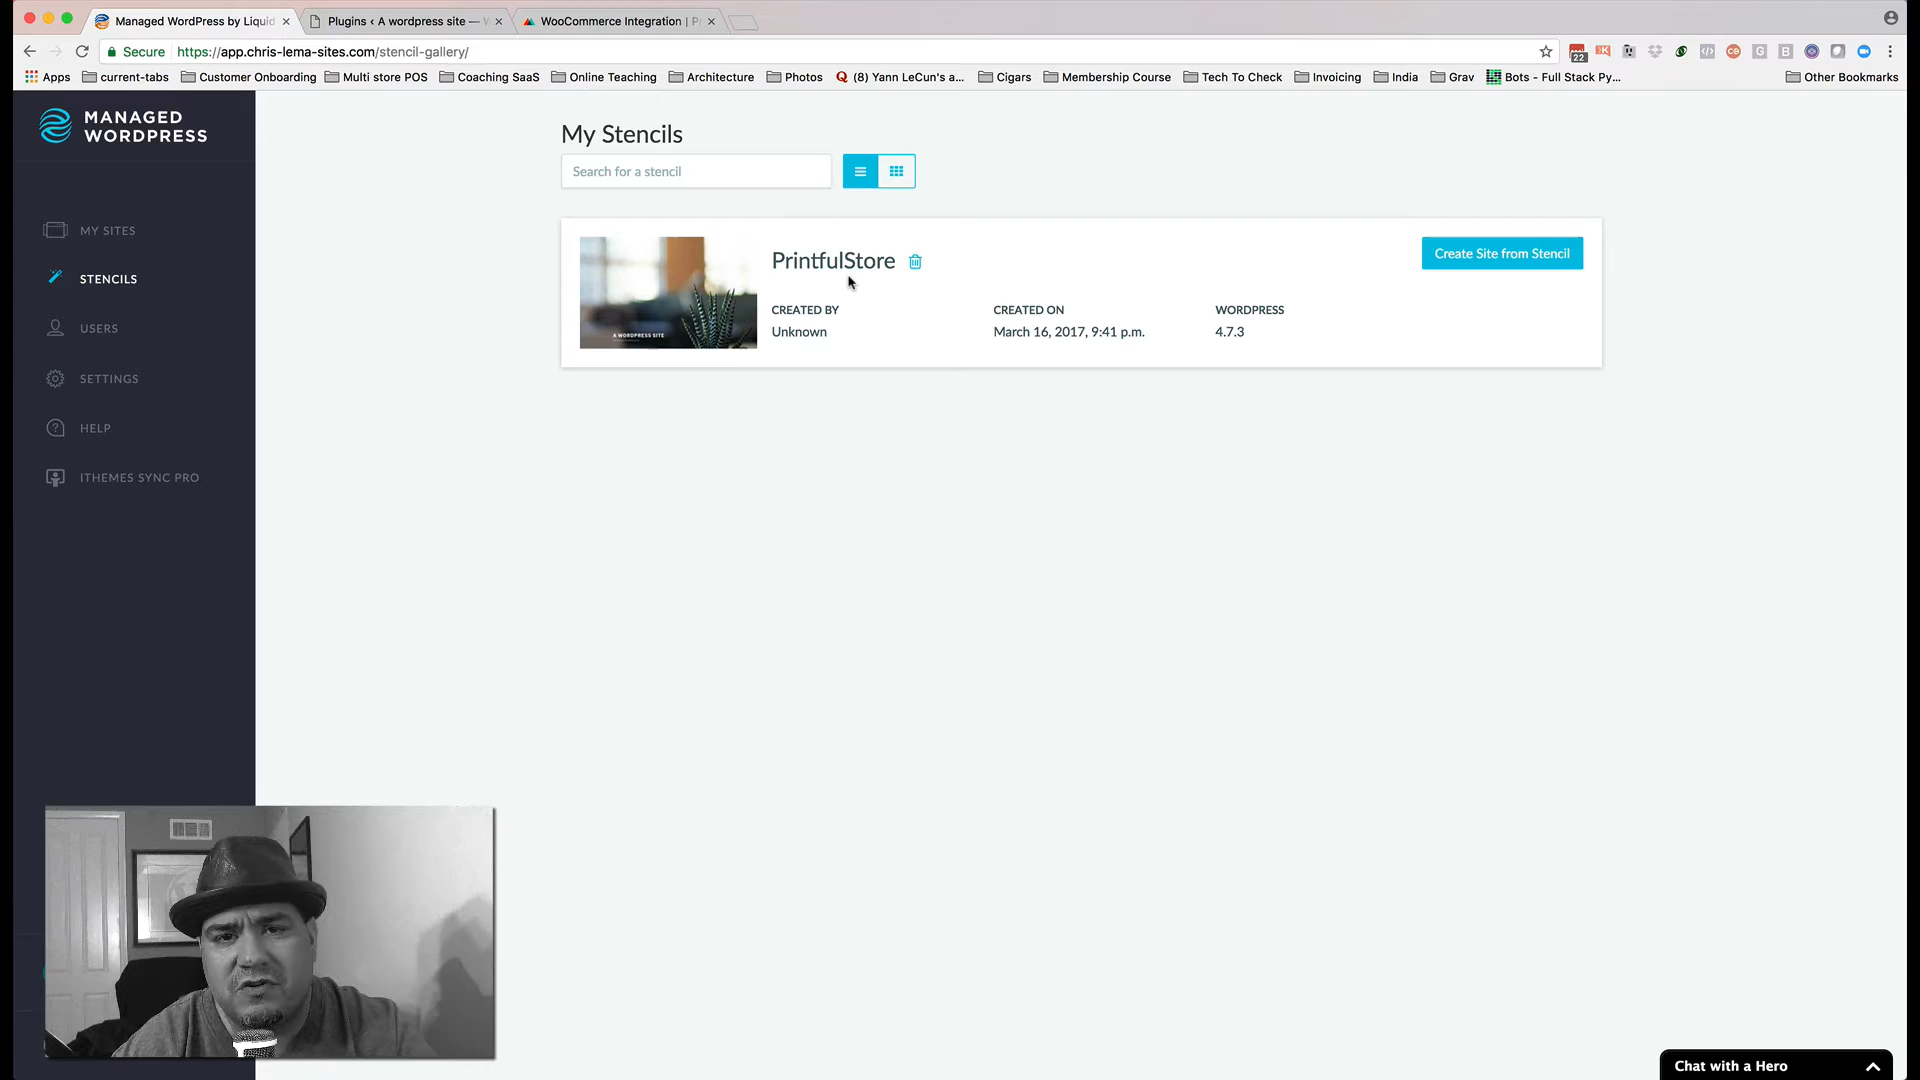 Managed WordPress by Liquid
Plugins ‹ A wordpress site —
WooCommerce Integration | P
Secure
https://app.chris-lema-sites.com/stencil-gallery/
22
Apps
current-tabs
Customer Onboarding
Multi store POS
Coaching SaaS
Online Teaching
Architecture
Photos
(8) Yann LeCun's a...
Cigars
Membership Course
Tech To Check
Invoicing
India
Grav
Bots - Full Stack Py...
Other Bookmarks
MANAGED
WORDPRESS
MY SITES
STENCILS
USERS
SETTINGS
HELP
ITHEMES SYNC PRO
My Stencils
Search for a stencil
A WORDPRESS SITE
PrintfulStore
Create Site from Stencil
CREATED BY
CREATED ON
WORDPRESS
Unknown
March 16, 2017, 9:41 p.m.
4.7.3
Chat with a Hero